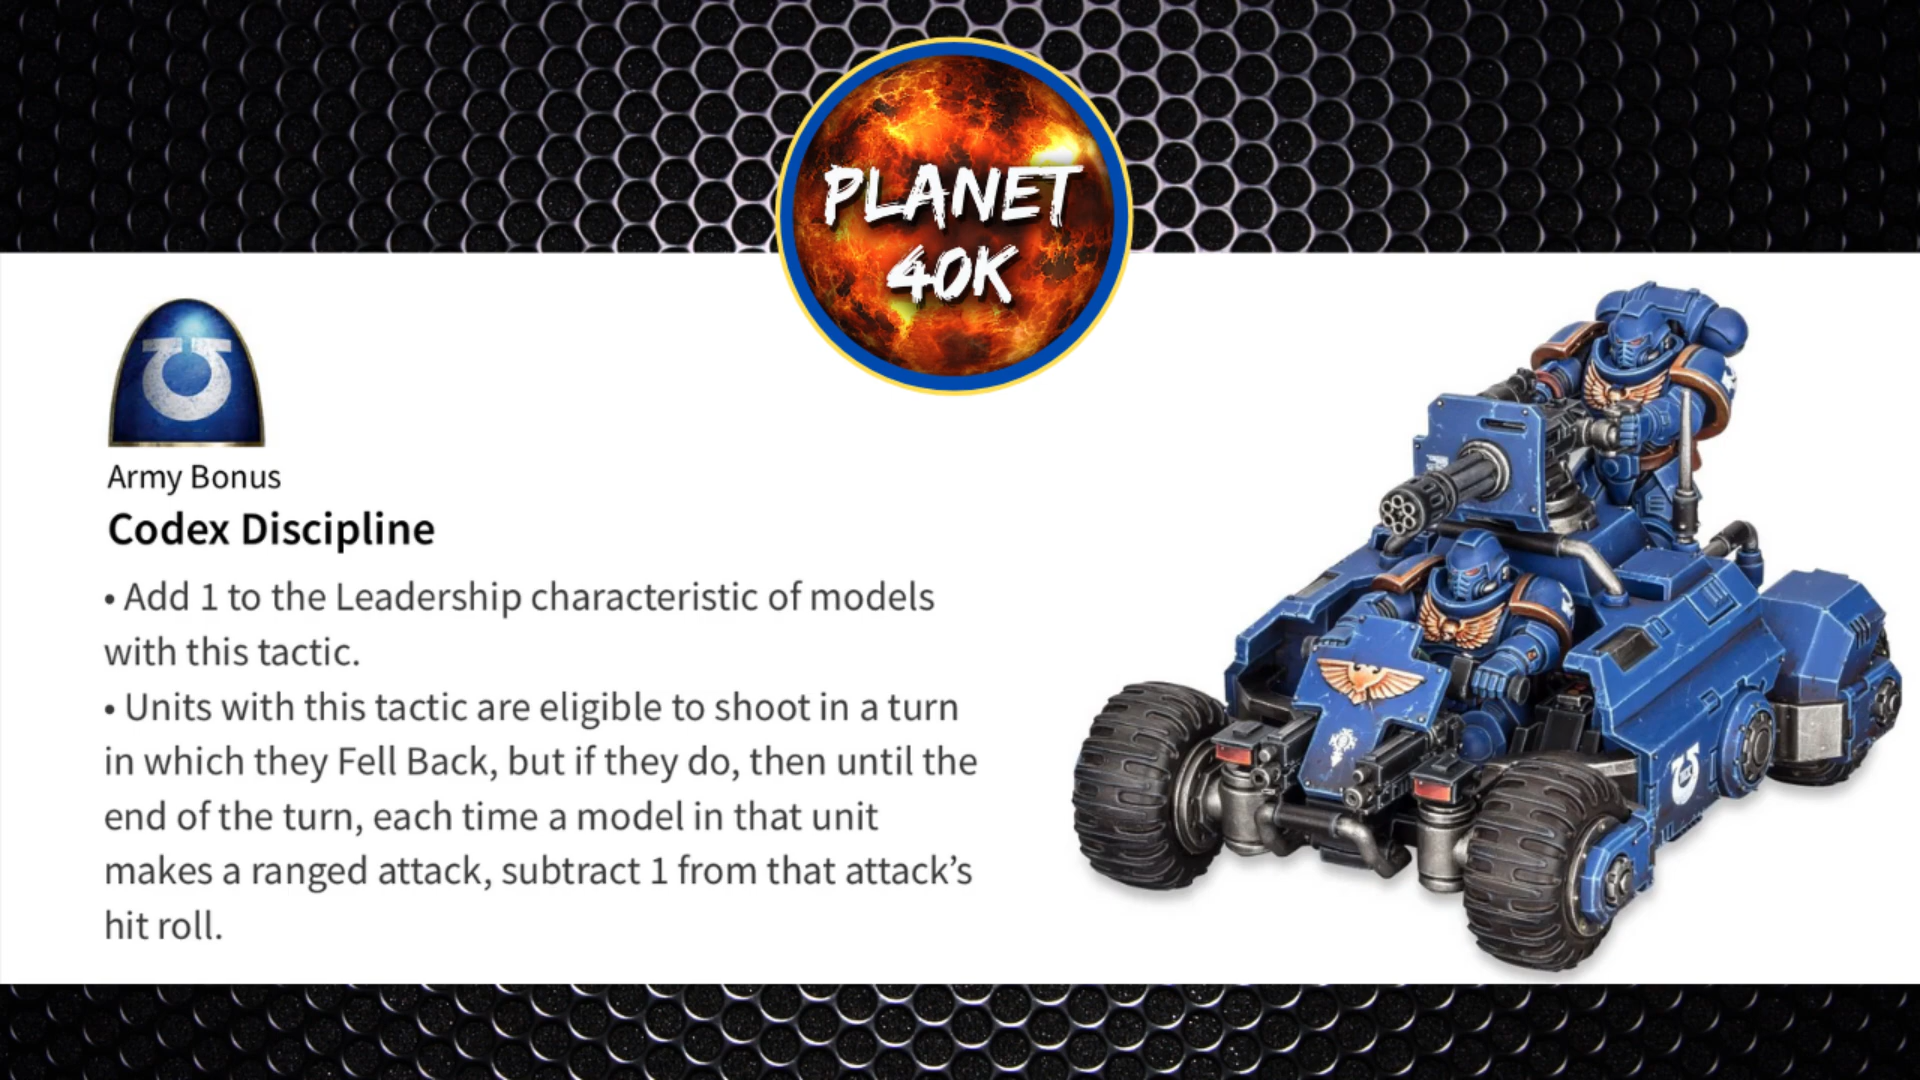 PLANET
40K
Army Bonus
Codex Discipline
• Add 1 to the Leadership characteristic of models
with this tactic.
• Units with this tactic are eligible to shoot in a turn
in which they Fell Back, but if they do, then until the
end of the turn, each time a model in that unit
makes a ranged attack, subtract 1 from that attack’s
hit roll.